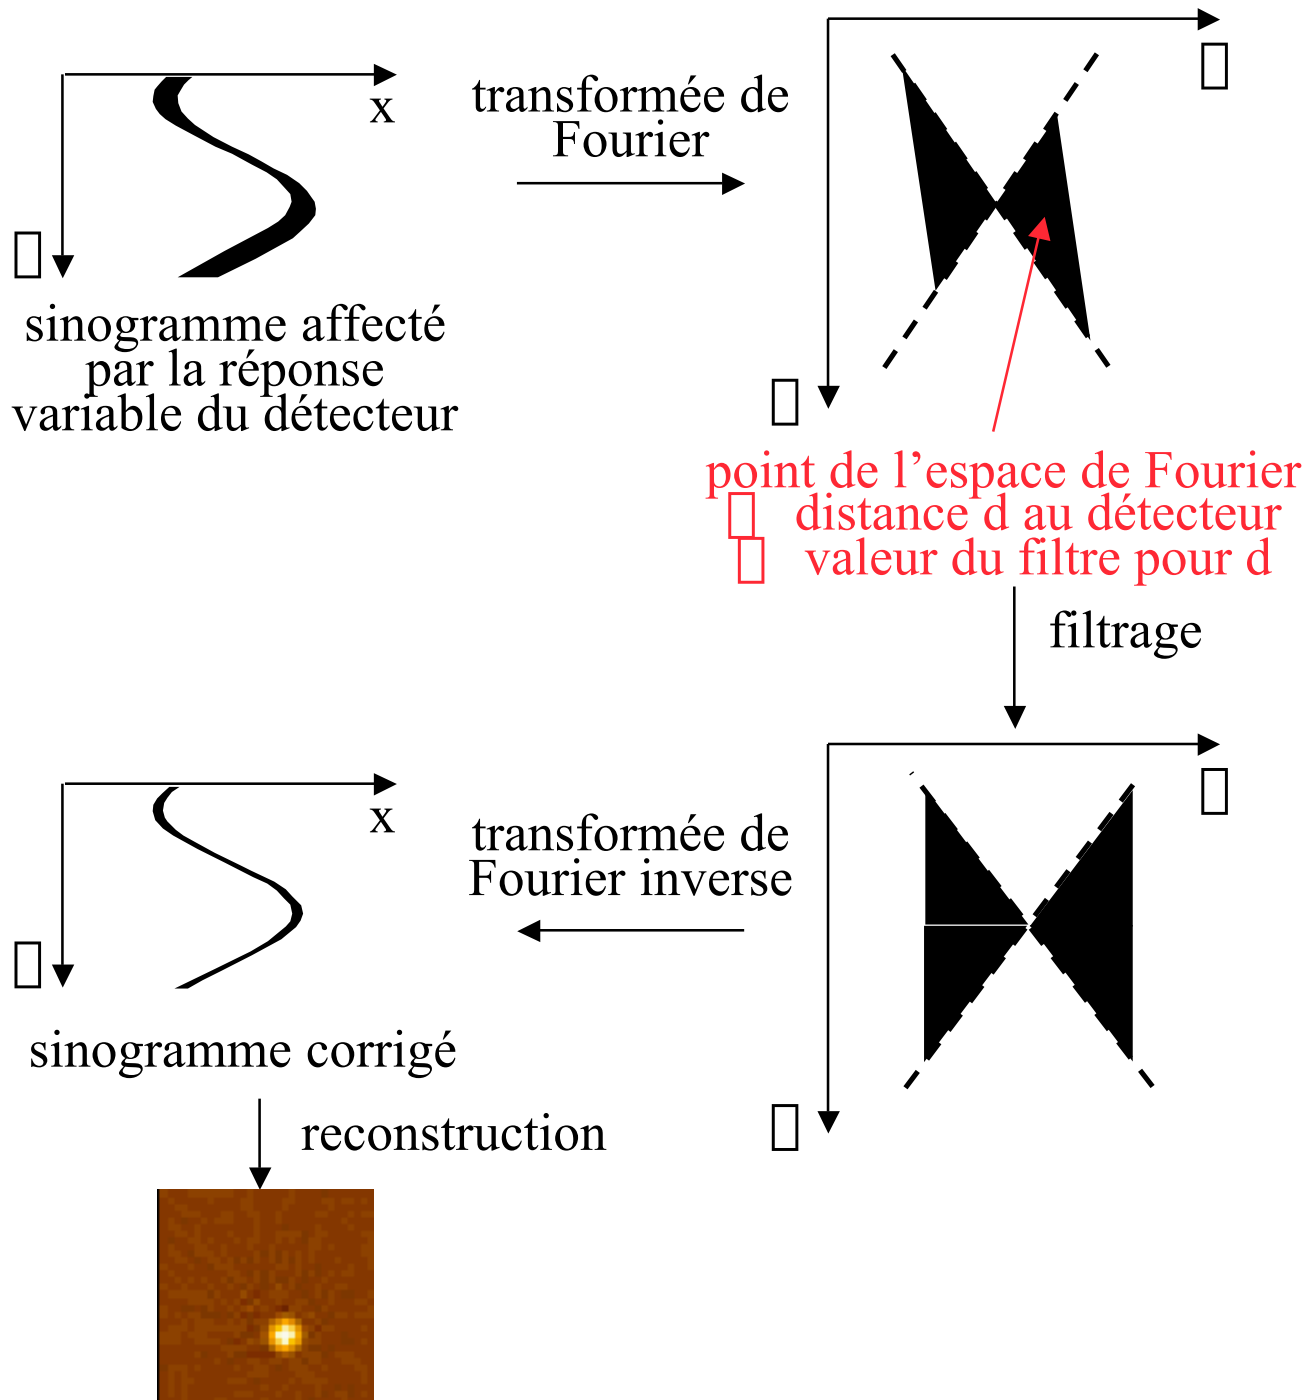 x
transformée de
Fourier
sinogramme affecté
par la réponse
variable du détecteur
point de l’espace de Fourier
distance d au détecteur
valeur du filtre pour d
filtrage
x
transformée de
Fourier inverse
sinogramme corrigé
reconstruction